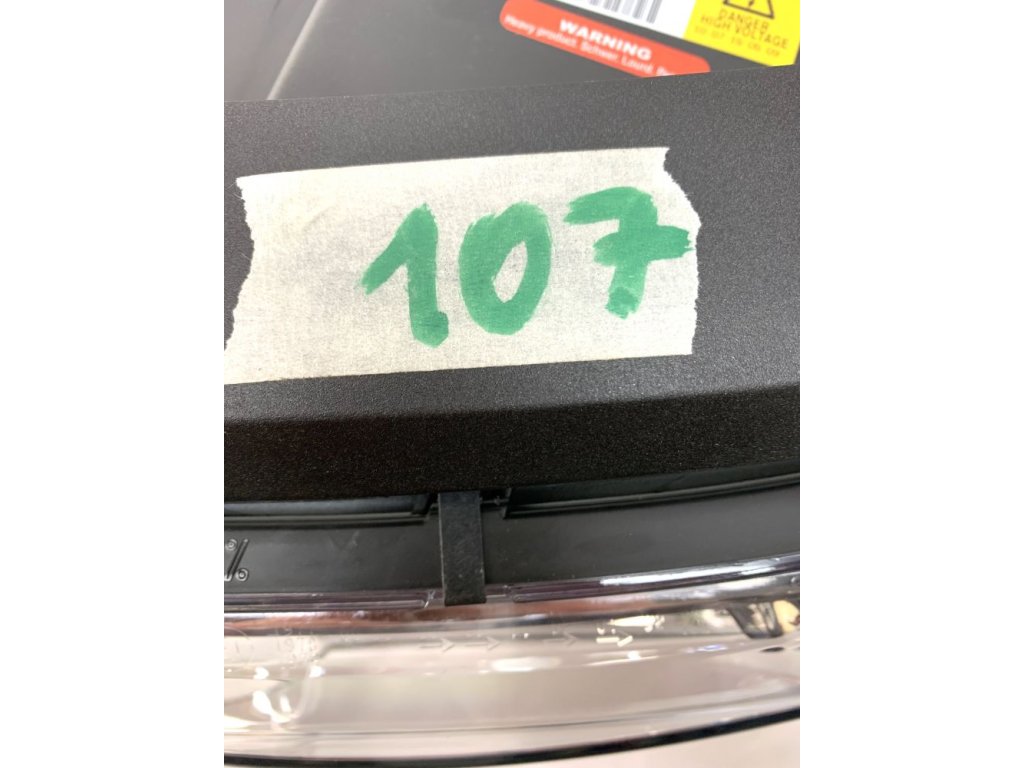 DANGER
HIGH VOLTAGE
WARNING
Heavy product. Schwer. Lourd.
107
%